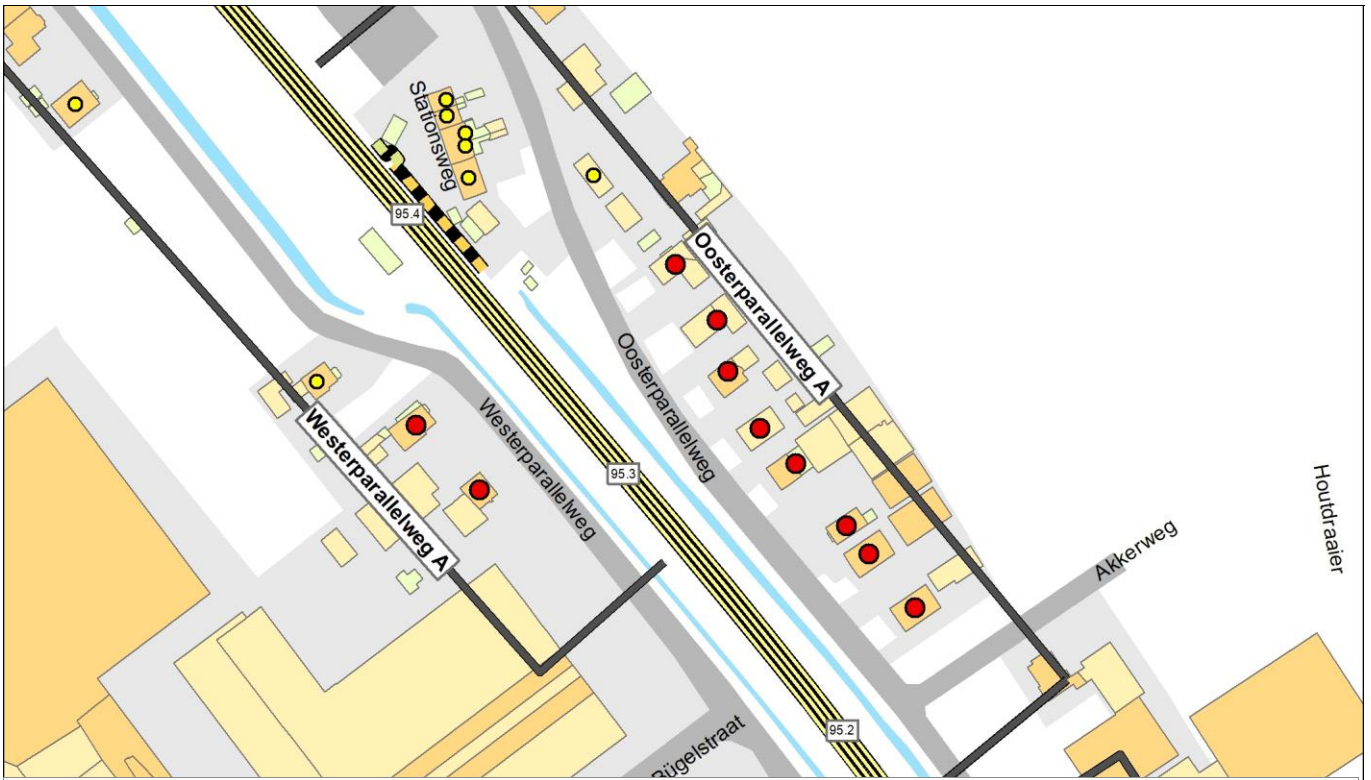 Stationsweg
95.4
Oosterparallelweg A
Oosterparallelweg
Westerparallelweg A
Westerparallelweg
95.3
Houtdraaier
Akkerweg
95.2
Bügelstraat